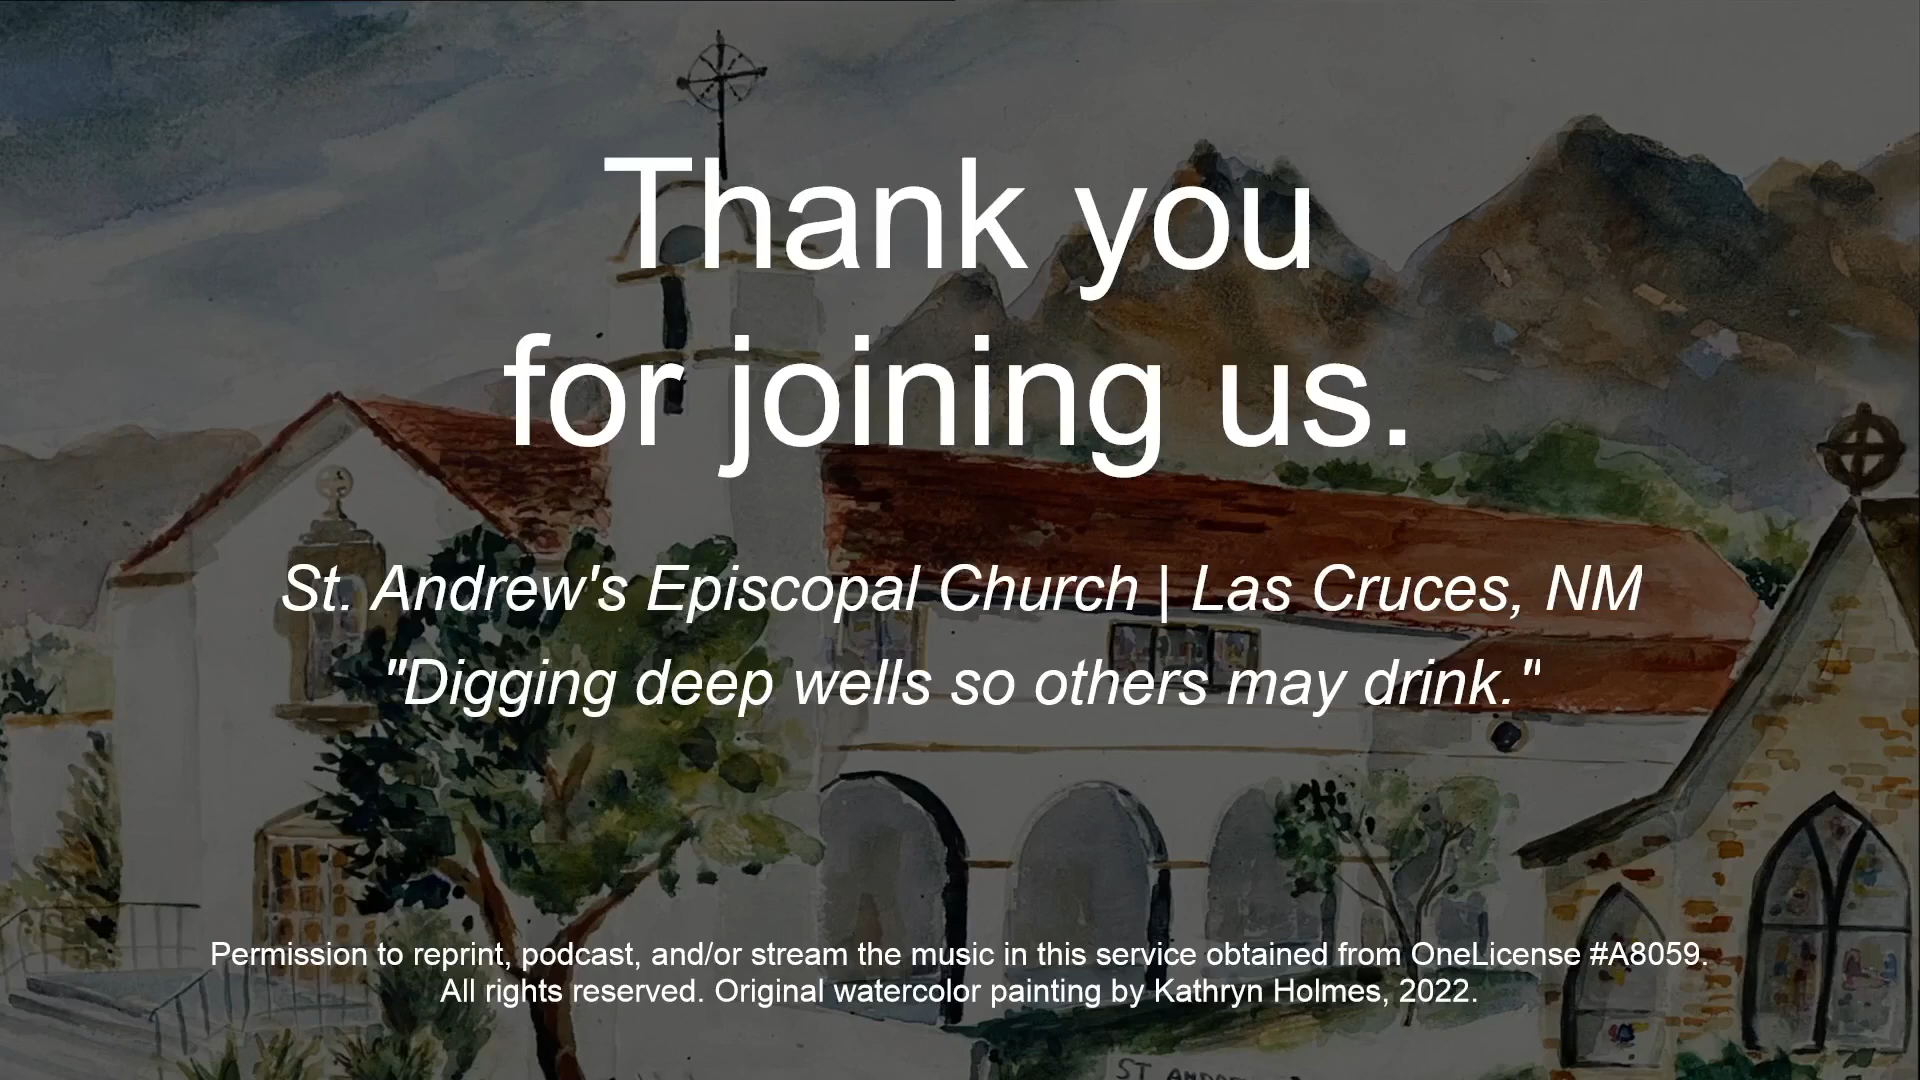 Thank you
for joining us.
St. Andrew's Episcopal Church | Las Cruces, NM
"Digging deep wells so others may drink."
Permission to reprint, podcast, and/or stream the music in this service obtained from OneLicense #A8059.
All rights reserved. Original watercolor painting by Kathryn Holmes, 2022.
ST